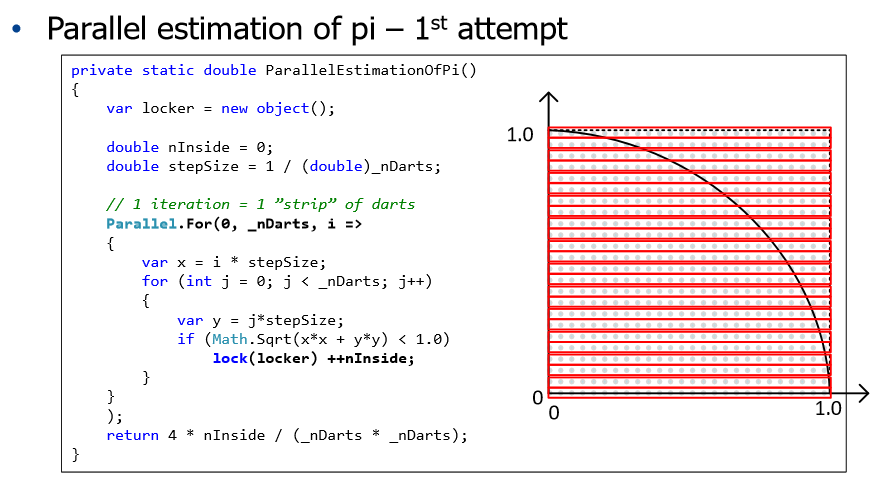 • Parallel estimation of pi – 1st attempt
private static double ParallelEstimationOfPi()
{
    var locker = new object();

    double nInside = 0;
    double stepSize = 1 / (double)_nDarts;

    // 1 iteration = 1 ”strip” of darts
    Parallel.For(0, _nDarts, i =>
    {
        var x = i * stepSize;
        for (int j = 0; j < _nDarts; j++)
        {
            var y = j*stepSize;
            if (Math.Sqrt(x*x + y*y) < 1.0)
                lock(locker) ++nInside;
        }
    }
    );
    return 4 * nInside / (_nDarts * _nDarts);
}
1.0
0
0
1.0